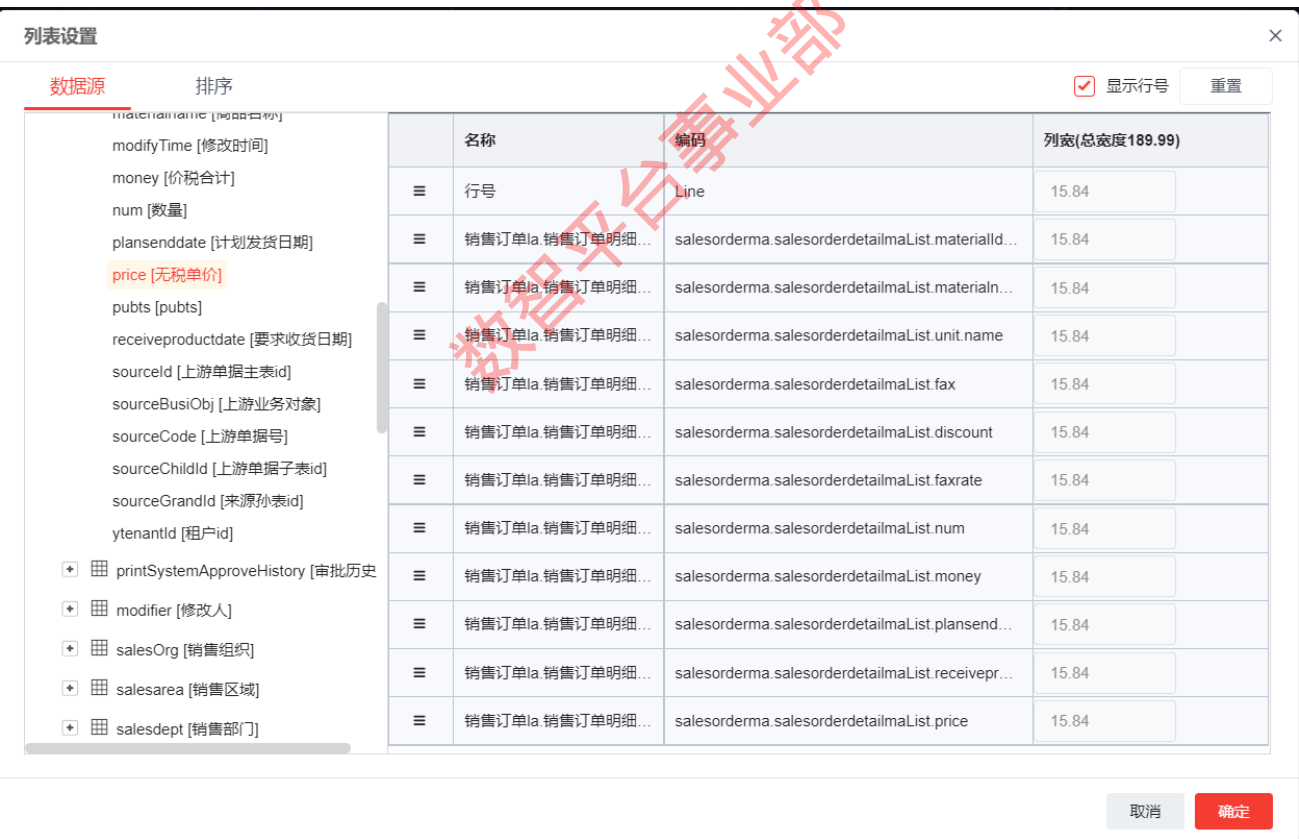 列表设置
数据源 排序 显示行号 重置
materialname [商品名称]
modifyTime [修改时间]
money [价税合计]
num [数量]
plansenddate [计划发货日期]
price [无税单价]
pubts [pubts]
receiveproductdate [要求收货日期]
sourceId [上游单据主表id]
sourceBusiObj [上游业务对象]
sourceCode [上游单据号]
sourceChildId [上游单据子表id]
sourceGrandId [来源孙表id]
ytenantId [租户id]
printSystemApproveHistory [审批历史
modifier [修改人]
salesOrg [销售组织]
salesarea [销售区域]
salesdept [销售部门]
名称 编码 列宽(总宽度189.99)
行号 Line 15.84
销售订单la.销售订单明细... salesorderma.salesorderdetailmaList.materialId... 15.84
销售订单la.销售订单明细... salesorderma.salesorderdetailmaList.materialn... 15.84
销售订单la.销售订单明细... salesorderma.salesorderdetailmaList.unit.name 15.84
销售订单la.销售订单明细... salesorderma.salesorderdetailmaList.fax 15.84
销售订单la.销售订单明细... salesorderma.salesorderdetailmaList.discount 15.84
销售订单la.销售订单明细... salesorderma.salesorderdetailmaList.faxrate 15.84
销售订单la.销售订单明细... salesorderma.salesorderdetailmaList.num 15.84
销售订单la.销售订单明细... salesorderma.salesorderdetailmaList.money 15.84
销售订单la.销售订单明细... salesorderma.salesorderdetailmaList.plansend... 15.84
销售订单la.销售订单明细... salesorderma.salesorderdetailmaList.receivepr... 15.84
销售订单la.销售订单明细... salesorderma.salesorderdetailmaList.price 15.84
数智平台事业部
取消 确定